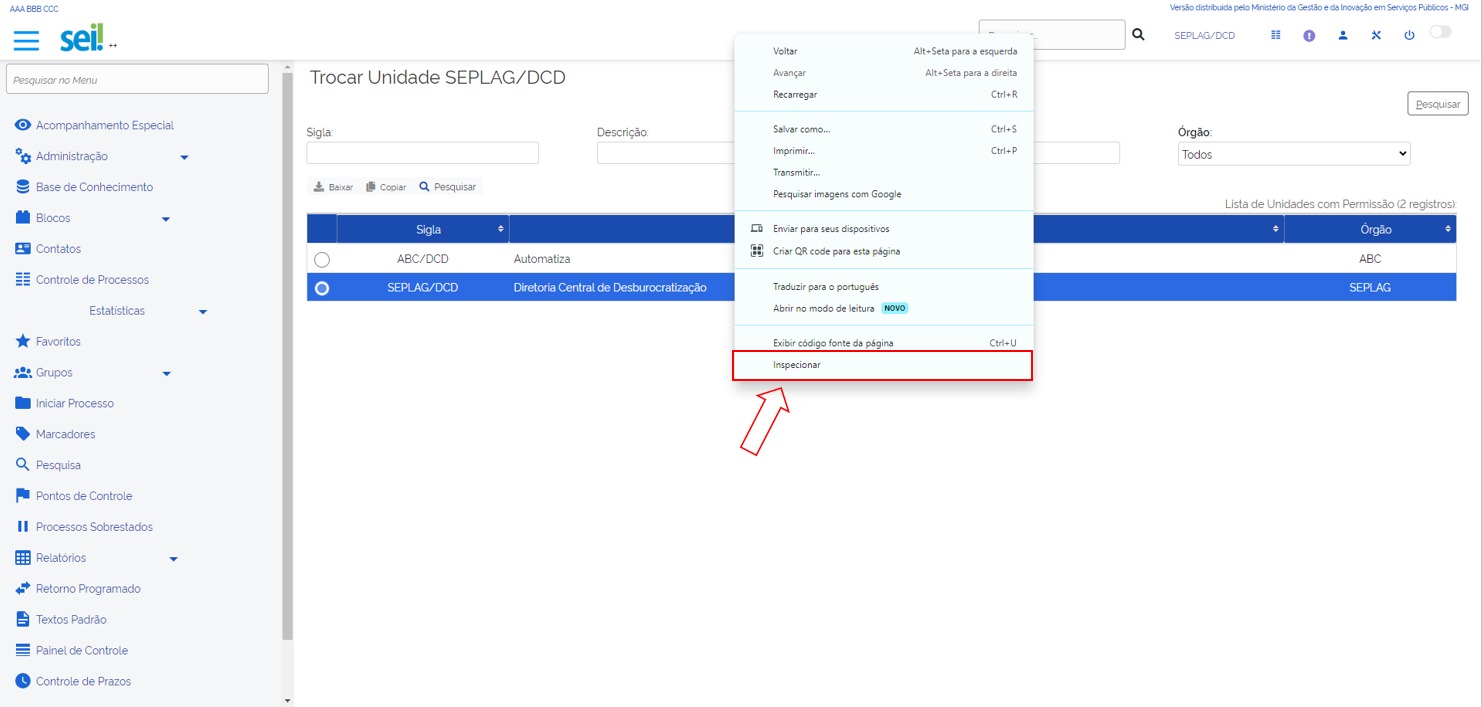 AAA BBB CCC
Versão distribuída pelo Ministério da Gestão e da Inovação em Serviços Públicos - MGI
sei! ++
SEPLAG/DCD
Pesquisar no Menu
Acompanhamento Especial
Administração
Base de Conhecimento
Blocos
Contatos
Controle de Processos
Estatísticas
Favoritos
Grupos
Iniciar Processo
Marcadores
Pesquisa
Pontos de Controle
Processos Sobrestados
Relatórios
Retorno Programado
Textos Padrão
Painel de Controle
Controle de Prazos
Trocar Unidade SEPLAG/DCD
Pesquisar
Sigla:
Descrição:
Órgão:
Todos
Baixar Copiar Pesquisar
Lista de Unidades com Permissão (2 registros):
Sigla Órgão
ABC/DCD Automatiza ABC
SEPLAG/DCD Diretoria Central de Desburocratização SEPLAG
Voltar Alt+Seta para a esquerda
Avançar Alt+Seta para a direita
Recarregar Ctrl+R
Salvar como... Ctrl+S
Imprimir... Ctrl+P
Transmitir...
Pesquisar imagens com Google
Enviar para seus dispositivos
Criar QR code para esta página
Traduzir para o português
Abrir no modo de leitura NOVO
Exibir código fonte da página Ctrl+U
Inspecionar